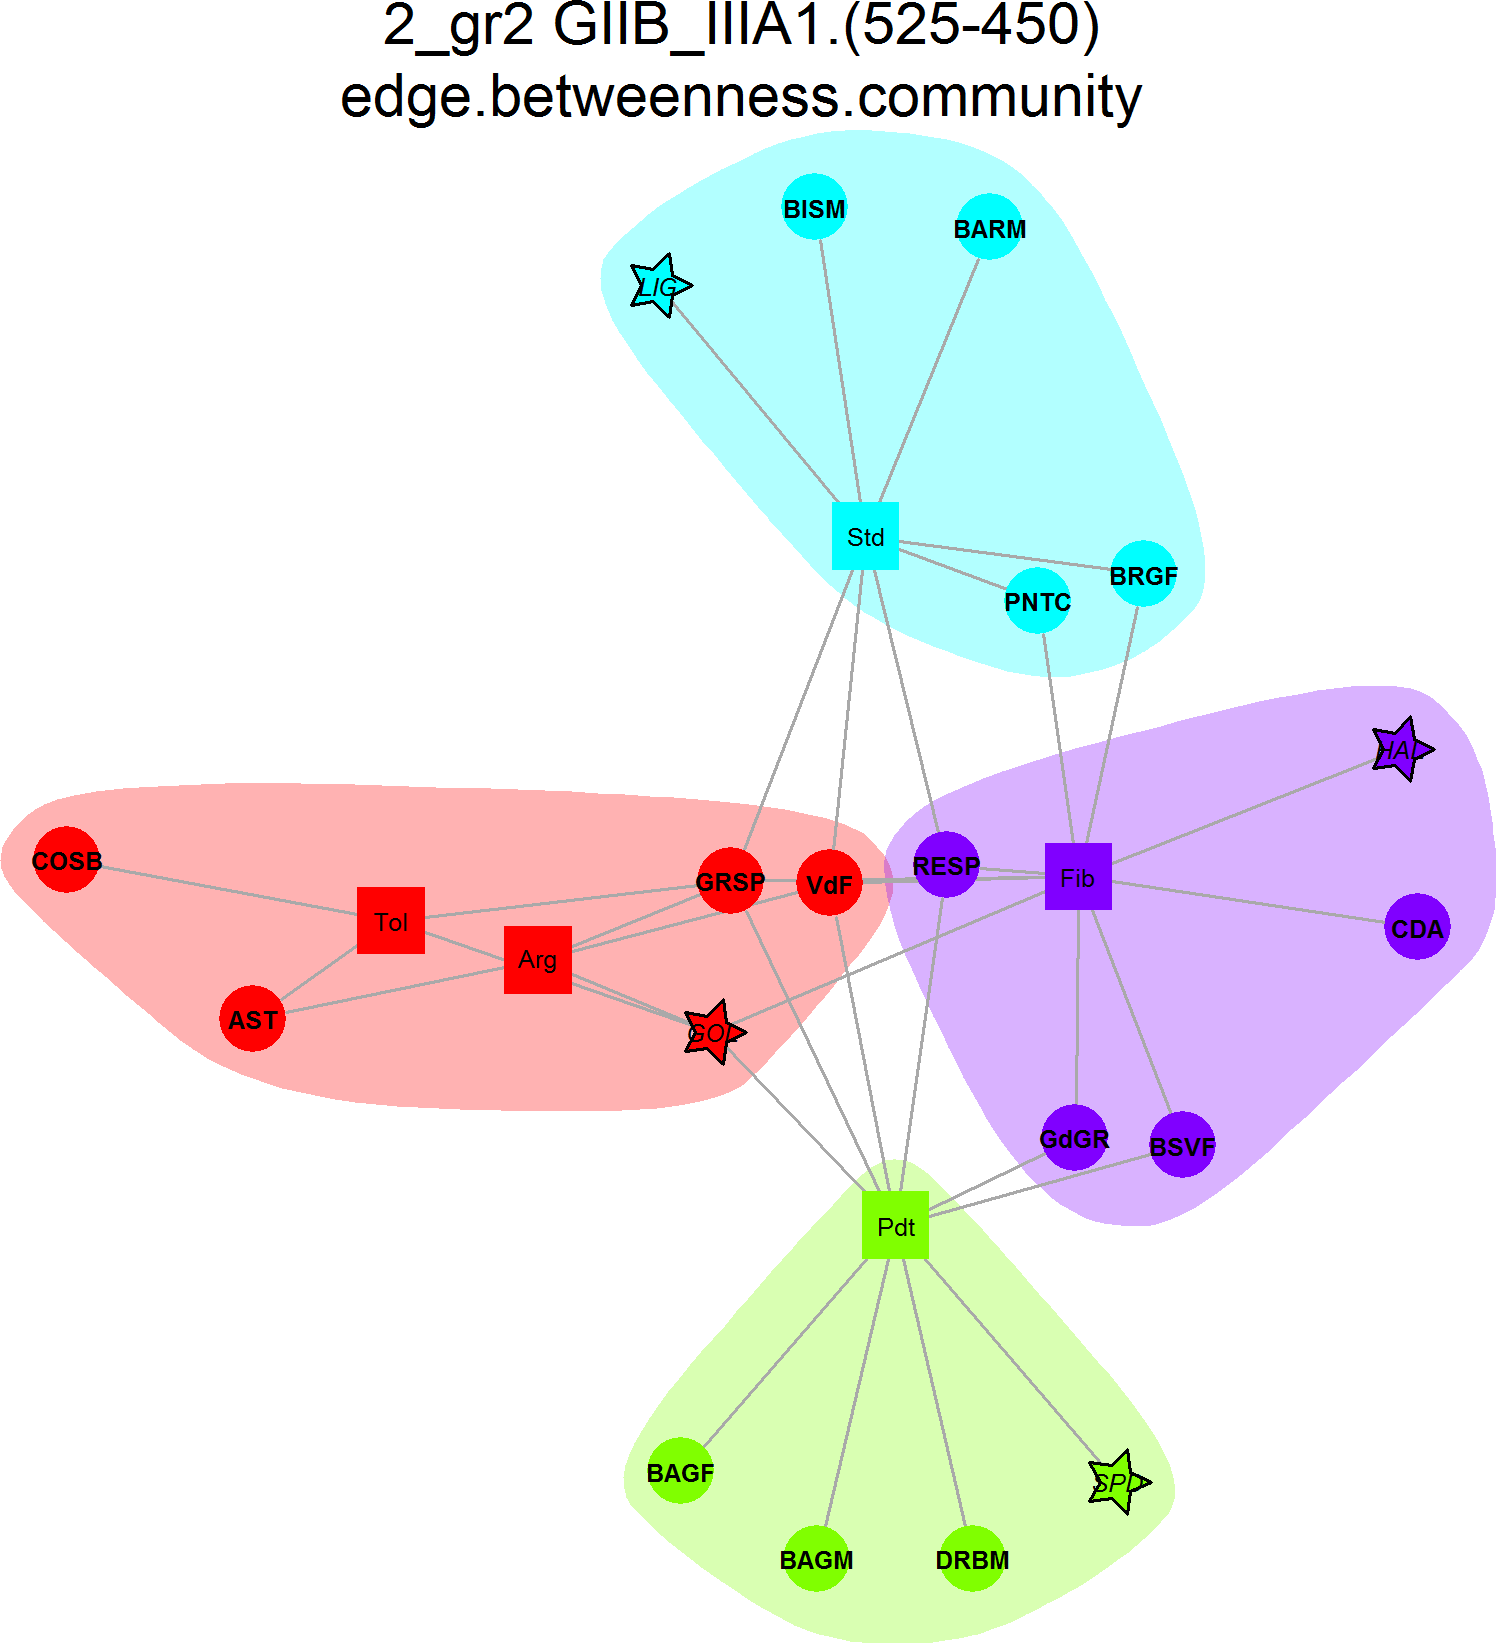 2_gr2 GIIB_IIIA1.(525-450)
edge.betweenness.community
BISM
BARM
LIG
Std
BRGF
PNTC
HAL
COSB
GRSP
VdF
RESP
Fib
Tol
CDA
Arg
AST
GOL
GdGR
BSVF
Pdt
BAGF
SPD
BAGM
DRBM